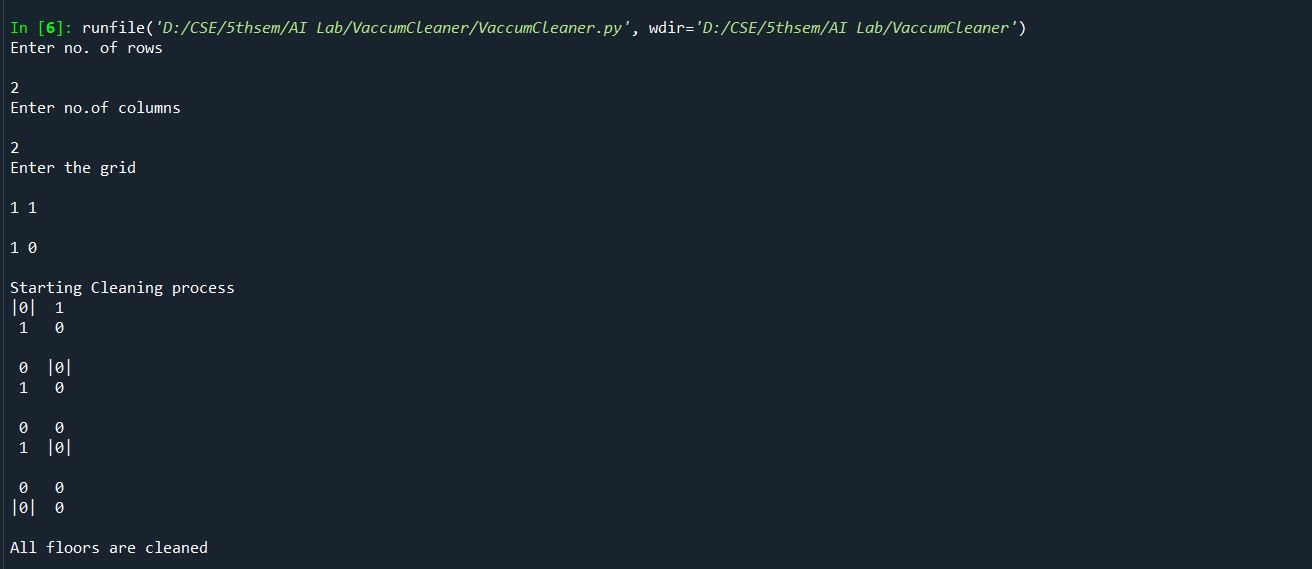 In [6]: runfile('D:/CSE/5thsem/AI Lab/VaccumCleaner/VaccumCleaner.py', wdir='D:/CSE/5thsem/AI Lab/VaccumCleaner')
Enter no. of rows
2
Enter no.of columns
2
Enter the grid
1 1
1 0
Starting Cleaning process
|0|  1
 1   0
 0  |0|
 1   0
 0   0
 1  |0|
 0   0
|0|  0
All floors are cleaned